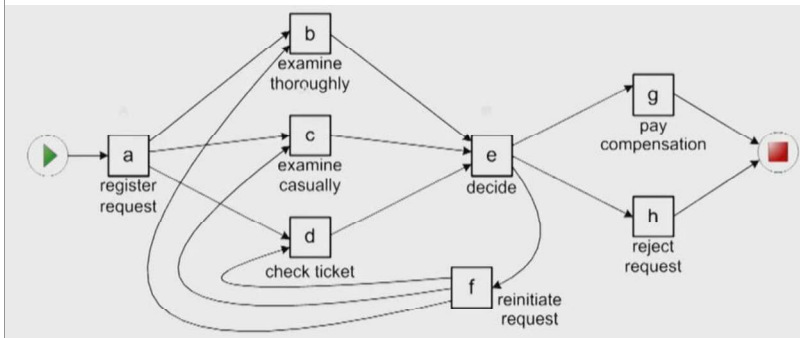 b
examine
thoroughly
g
pay
compensation
a
register
request
c
examine
casually
e
decide
d
check ticket
h
reject
request
f
reinitiate
request